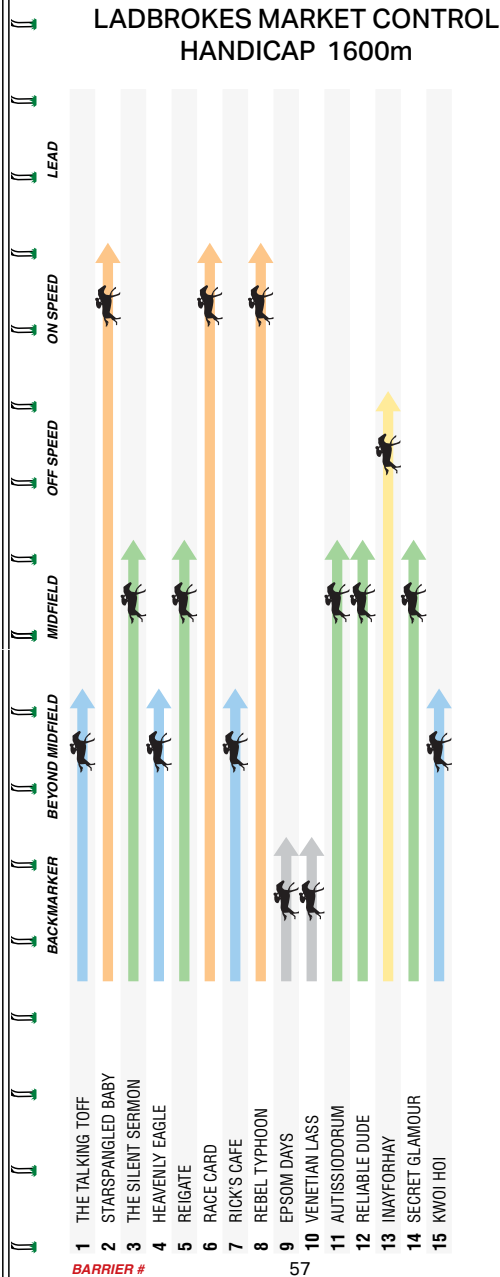 LADBROKES MARKET CONTROL
HANDICAP 1600m
LEAD
ON SPEED
OFF SPEED
MIDFIELD
BEYOND MIDFIELD
BACKMARKER
1 THE TALKING TOFF
2 STARSPANGLED BABY
3 THE SILENT SERMON
4 HEAVENLY EAGLE
5 REIGATE
6 RACE CARD
7 RICK'S CAFE
8 REBEL TYPHOON
9 EPSOM DAYS
10 VENETIAN LASS
11 AUTISSIODORUM
12 RELIABLE DUDE
13 INAYFORHAY
14 SECRET GLAMOUR
15 KWOI HOI
BARRIER #
57